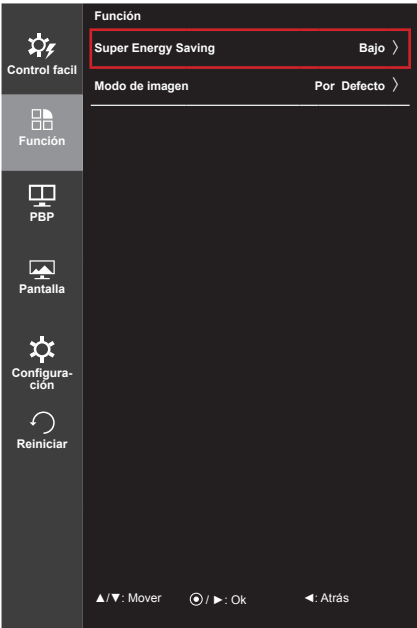 Función
Control facil
Super Energy Saving Bajo 〉
Modo de imagen Por Defecto 〉
Función
PBP
Pantalla
Configura-
ción
Reiniciar
▲/▼: Mover ⦿ / ►: Ok ◄: Atrás